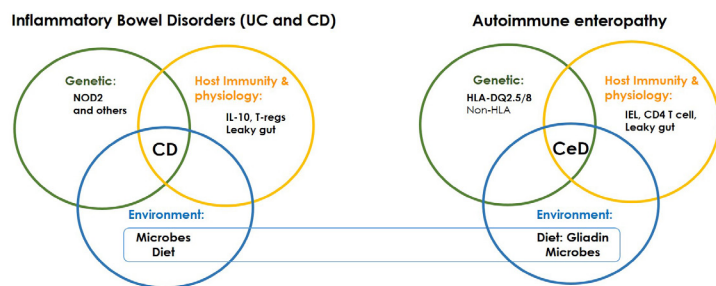 Inflammatory Bowel Disorders (UC and CD)
Genetic:
NOD2
and others
Host Immunity &
physiology:
IL-10, T-regs
Leaky gut
CD
Environment:
Microbes
Diet
Autoimmune enteropathy
Genetic:
HLA-DQ2.5/8
Non-HLA
Host Immunity &
physiology:
IEL, CD4 T cell,
Leaky gut
CeD
Environment:
Diet: Gliadin
Microbes